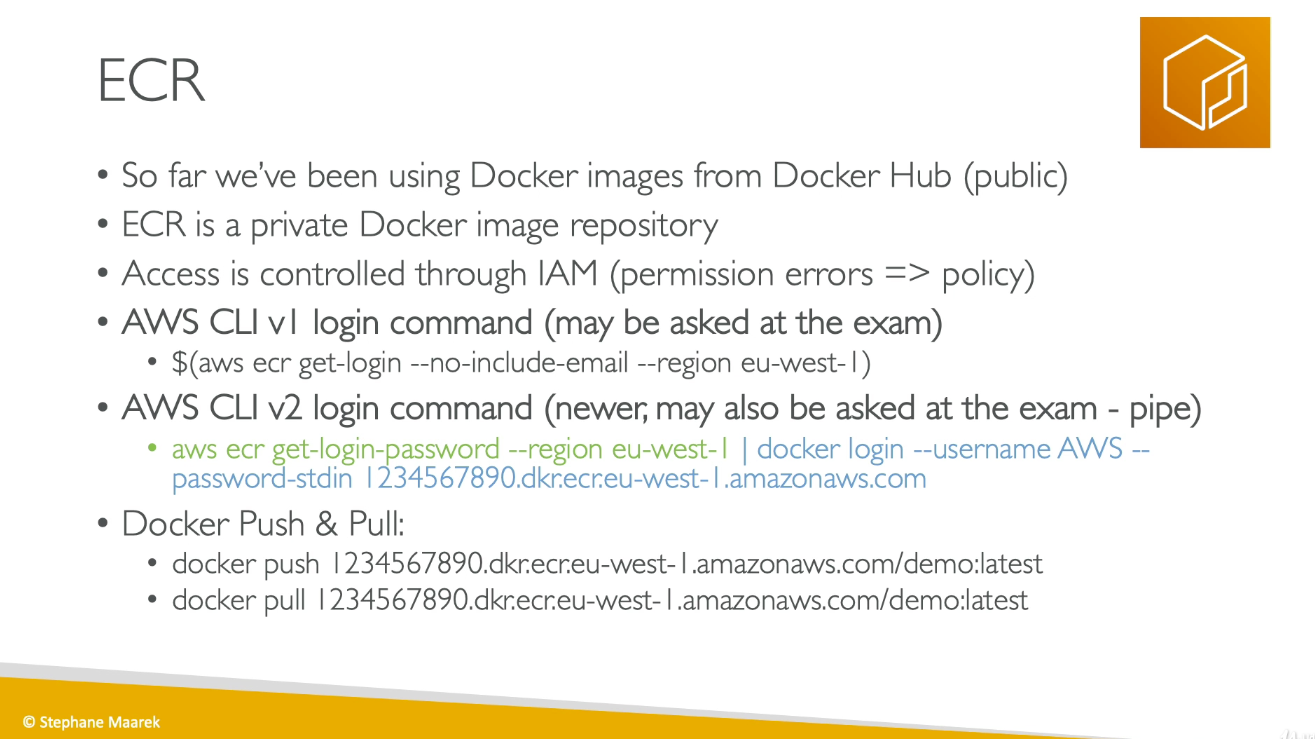 ECR
• So far we've been using Docker images from Docker Hub (public)
• ECR is a private Docker image repository
• Access is controlled through IAM (permission errors => policy)
• AWS CLI v1 login command (may be asked at the exam)
• $(aws ecr get-login --no-include-email --region eu-west-1)
• AWS CLI v2 login command (newer, may also be asked at the exam - pipe)
• aws ecr get-login-password --region eu-west-1 | docker login --username AWS --
password-stdin 1234567890.dkr.ecr.eu-west-1.amazonaws.com
• Docker Push & Pull:
• docker push 1234567890.dkr.ecr.eu-west-1.amazonaws.com/demo:latest
• docker pull 1234567890.dkr.ecr.eu-west-1.amazonaws.com/demo:latest
© Stephane Maarek